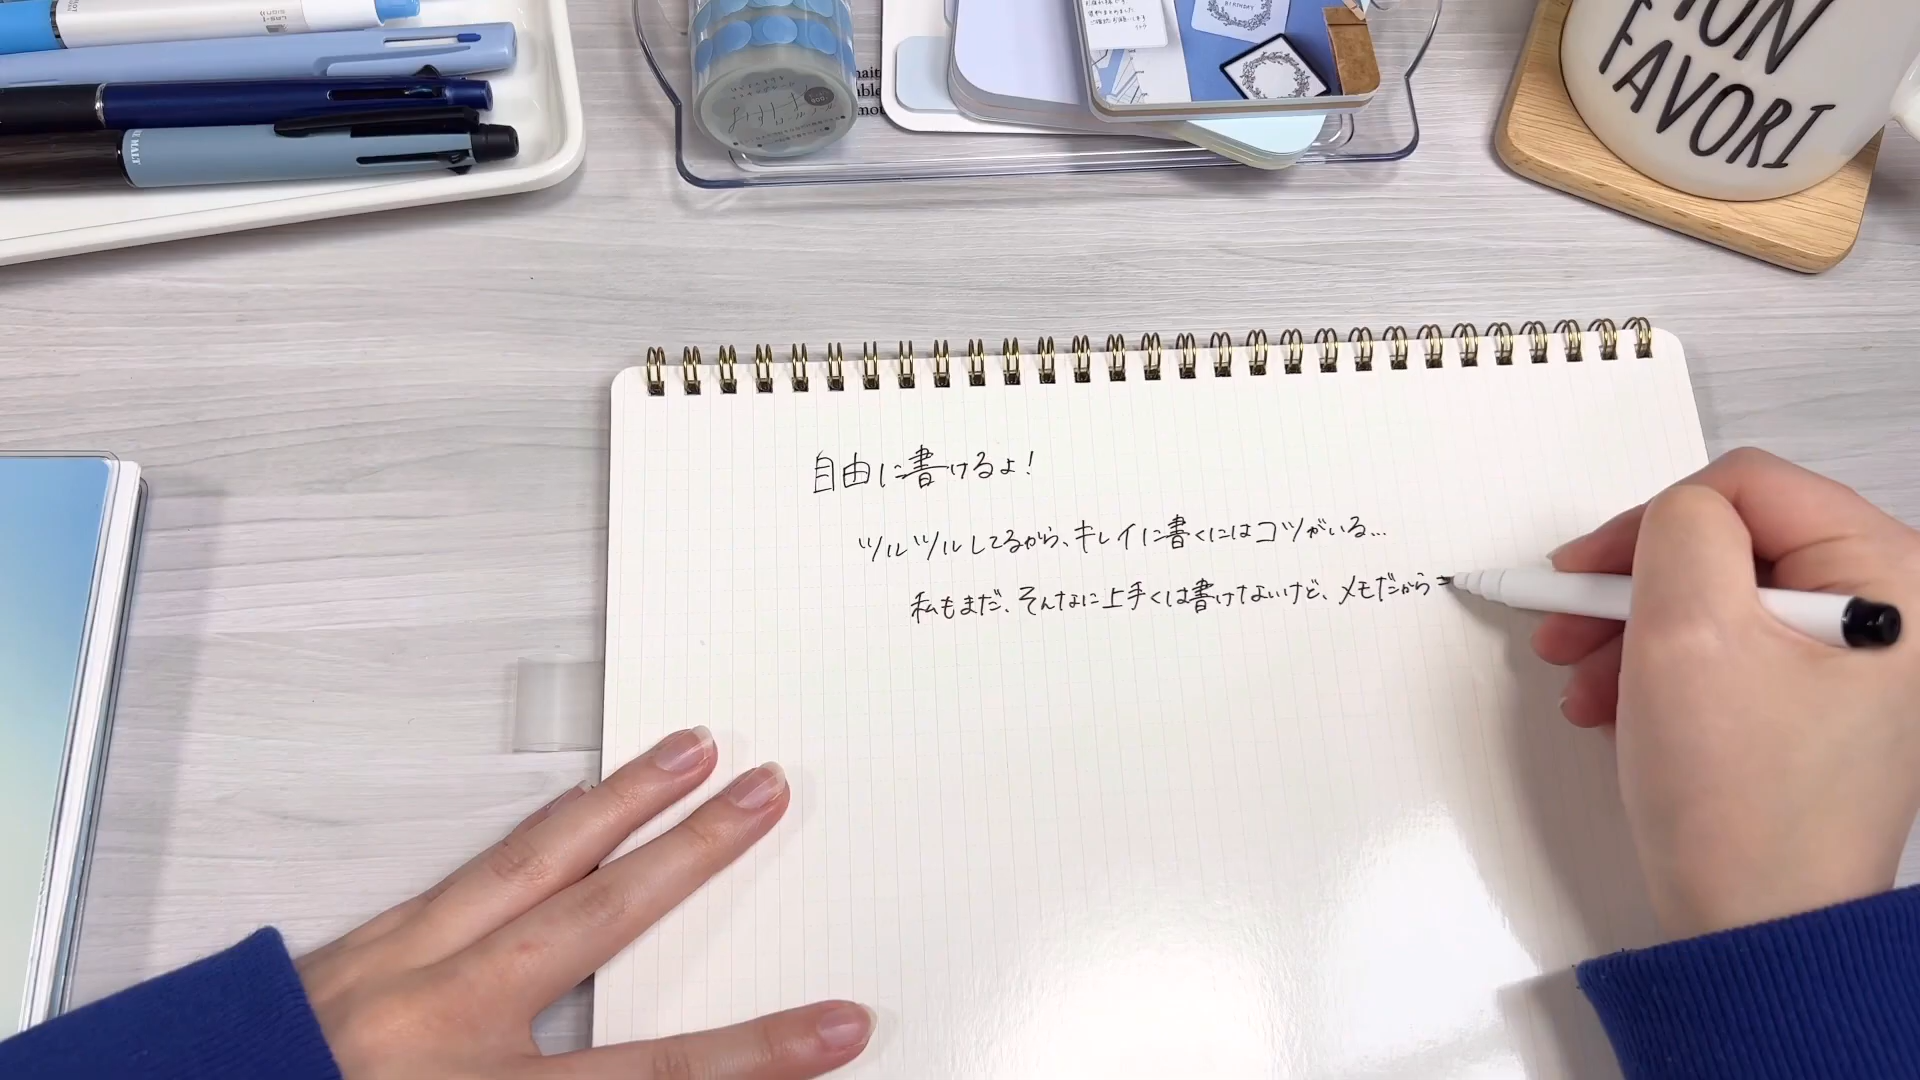 MON
FAVORI
BIRTHDAY
自由に書けるよ!
ツルツルしてるから、キレイに書くにはコツがいる…
私もまだ、そんなに上手くは書けないけど、メモだから